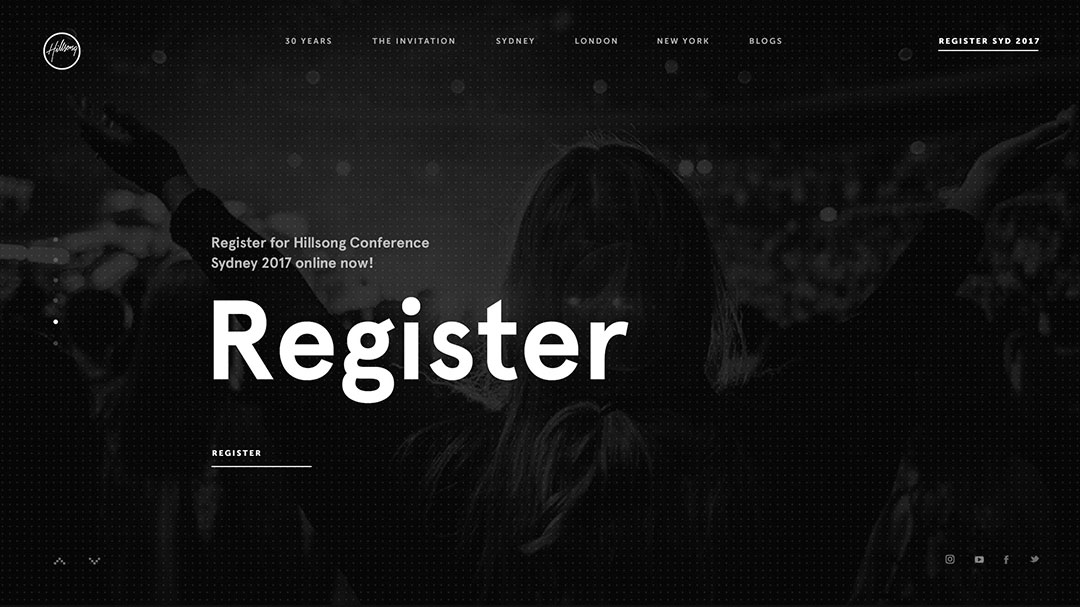 Hillsong
30 YEARS
THE INVITATION
SYDNEY
LONDON
NEW YORK
BLOGS
REGISTER SYD 2017
Register for Hillsong Conference
Sydney 2017 online now!
Register
REGISTER